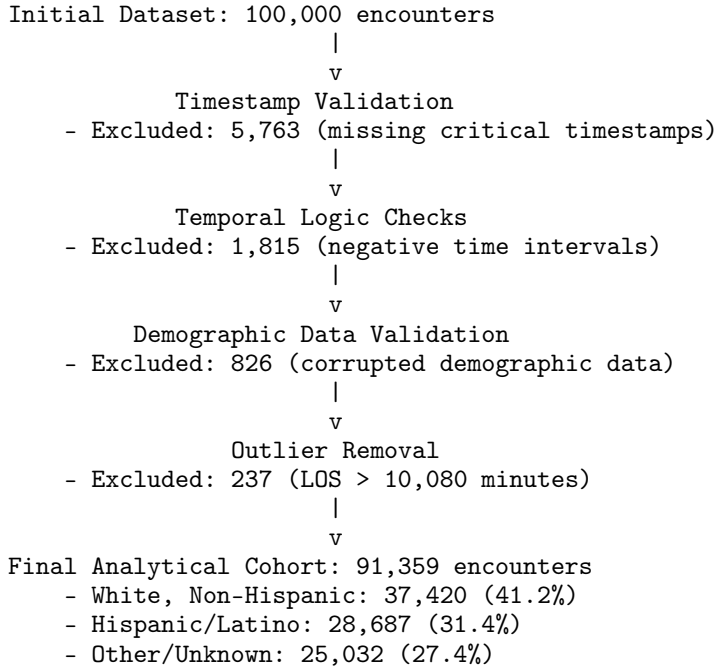 Initial Dataset: 100,000 encounters
|
v
Timestamp Validation
- Excluded: 5,763 (missing critical timestamps)
|
v
Temporal Logic Checks
- Excluded: 1,815 (negative time intervals)
|
v
Demographic Data Validation
- Excluded: 826 (corrupted demographic data)
|
v
Outlier Removal
- Excluded: 237 (LOS > 10,080 minutes)
|
v
Final Analytical Cohort: 91,359 encounters
- White, Non-Hispanic: 37,420 (41.2%)
- Hispanic/Latino: 28,687 (31.4%)
- Other/Unknown: 25,032 (27.4%)